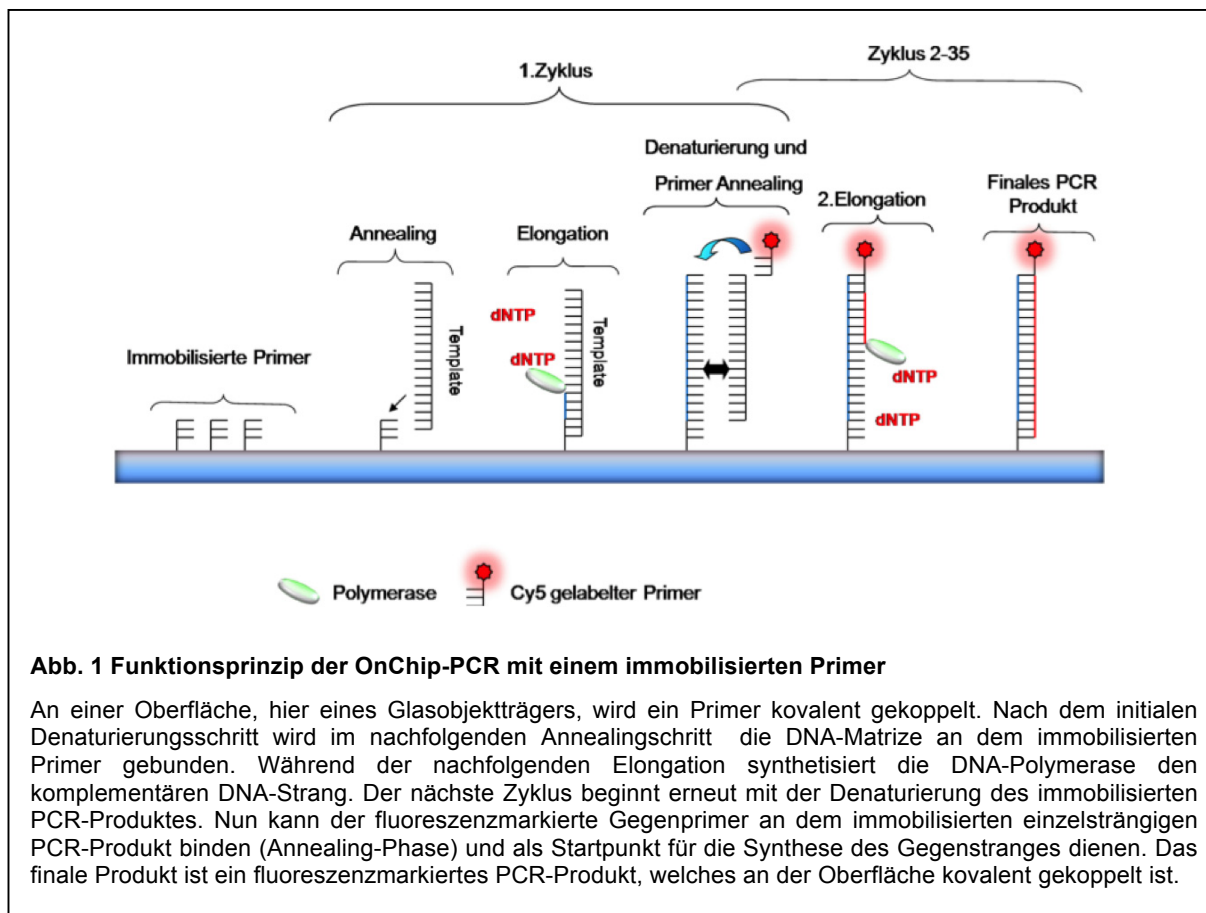 Zyklus 2-35
1.Zyklus
Denaturierung und
Primer Annealing
Finales PCR
Produkt
2.Elongation
Annealing
Elongation
Template
dNTP
Template
dNTP
Immobilisierte Primer
dNTP
dNTP
Polymerase
Cy5 gelabelter Primer
Abb. 1 Funktionsprinzip der OnChip-PCR mit einem immobilisierten Primer
An einer Oberfläche, hier eines Glasobjektträgers, wird ein Primer kovalent gekoppelt. Nach dem initialen
Denaturierungsschritt wird im nachfolgenden Annealingschritt die DNA-Matrize an dem immobilisierten
Primer gebunden. Während der nachfolgenden Elongation synthetisiert die DNA-Polymerase den
komplementären DNA-Strang. Der nächste Zyklus beginnt erneut mit der Denaturierung des immobilisierten
PCR-Produktes. Nun kann der fluoreszenzmarkierte Gegenprimer an dem immobilisierten einzelsträngigen
PCR-Produkt binden (Annealing-Phase) und als Startpunkt für die Synthese des Gegenstranges dienen. Das
finale Produkt ist ein fluoreszenzmarkiertes PCR-Produkt, welches an der Oberfläche kovalent gekoppelt ist.